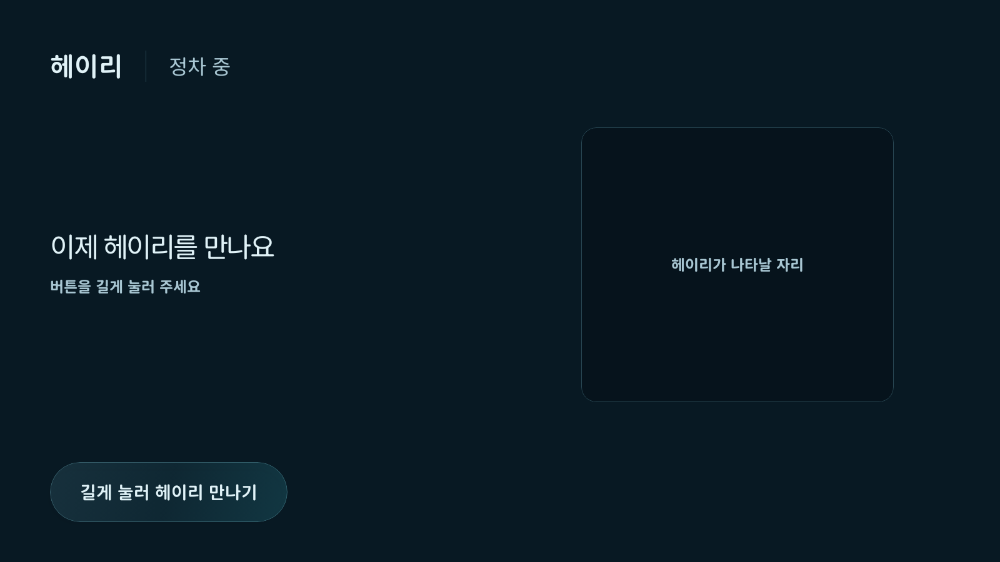 헤이리
정차 중
이제 헤이리를 만나요
버튼을 길게 눌러 주세요
헤이리가 나타날 자리
길게 눌러 헤이리 만나기